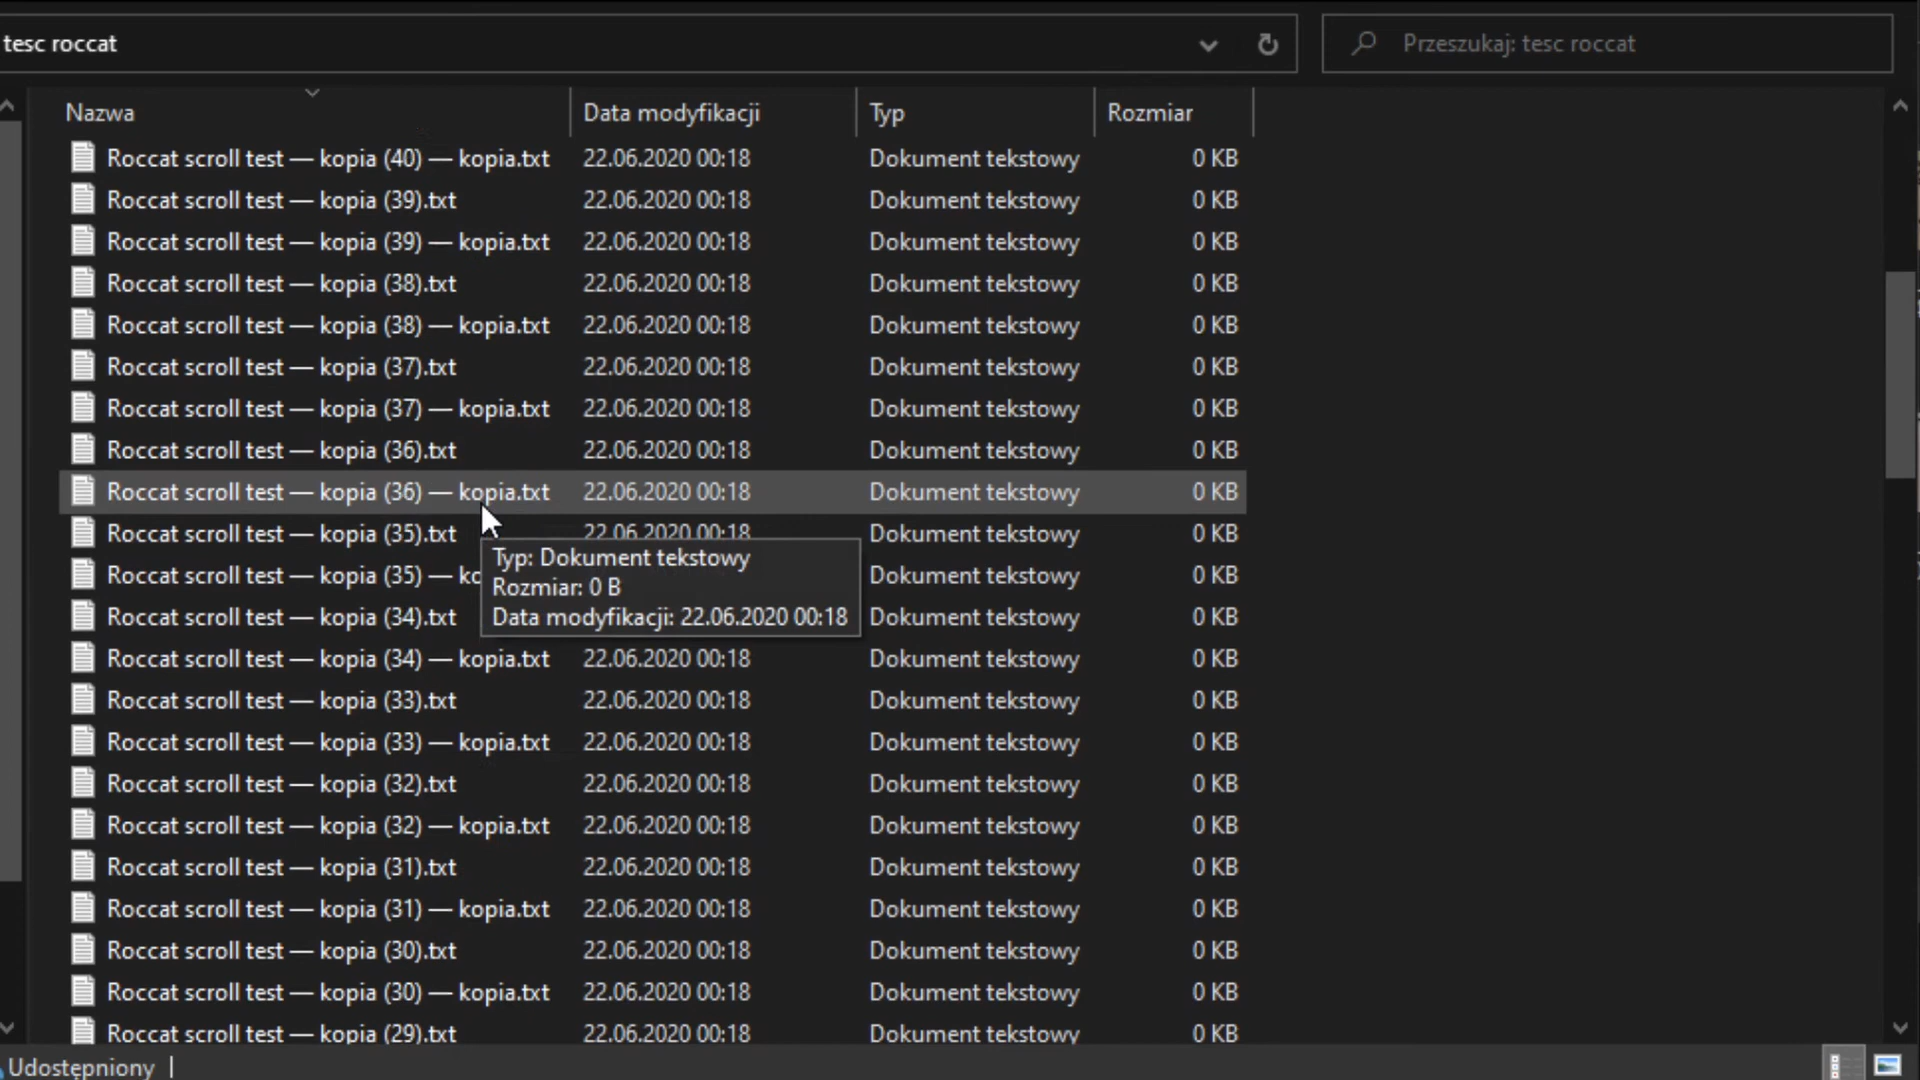 tesc roccat
Przeszukaj: tesc roccat
Nazwa Data modyfikacji Typ Rozmiar
Roccat scroll test — kopia (40) — kopia.txt 22.06.2020 00:18 Dokument tekstowy 0 KB
Roccat scroll test — kopia (39).txt 22.06.2020 00:18 Dokument tekstowy 0 KB
Roccat scroll test — kopia (39) — kopia.txt 22.06.2020 00:18 Dokument tekstowy 0 KB
Roccat scroll test — kopia (38).txt 22.06.2020 00:18 Dokument tekstowy 0 KB
Roccat scroll test — kopia (38) — kopia.txt 22.06.2020 00:18 Dokument tekstowy 0 KB
Roccat scroll test — kopia (37).txt 22.06.2020 00:18 Dokument tekstowy 0 KB
Roccat scroll test — kopia (37) — kopia.txt 22.06.2020 00:18 Dokument tekstowy 0 KB
Roccat scroll test — kopia (36).txt 22.06.2020 00:18 Dokument tekstowy 0 KB
Roccat scroll test — kopia (36) — kopia.txt 22.06.2020 00:18 Dokument tekstowy 0 KB
Roccat scroll test — kopia (35).txt 22.06.2020 00:18 Dokument tekstowy 0 KB
Typ: Dokument tekstowy
Rozmiar: 0 B
Data modyfikacji: 22.06.2020 00:18
Roccat scroll test — kopia (35) — ko Dokument tekstowy 0 KB
Roccat scroll test — kopia (34).txt Dokument tekstowy 0 KB
Roccat scroll test — kopia (34) — kopia.txt 22.06.2020 00:18 Dokument tekstowy 0 KB
Roccat scroll test — kopia (33).txt 22.06.2020 00:18 Dokument tekstowy 0 KB
Roccat scroll test — kopia (33) — kopia.txt 22.06.2020 00:18 Dokument tekstowy 0 KB
Roccat scroll test — kopia (32).txt 22.06.2020 00:18 Dokument tekstowy 0 KB
Roccat scroll test — kopia (32) — kopia.txt 22.06.2020 00:18 Dokument tekstowy 0 KB
Roccat scroll test — kopia (31).txt 22.06.2020 00:18 Dokument tekstowy 0 KB
Roccat scroll test — kopia (31) — kopia.txt 22.06.2020 00:18 Dokument tekstowy 0 KB
Roccat scroll test — kopia (30).txt 22.06.2020 00:18 Dokument tekstowy 0 KB
Roccat scroll test — kopia (30) — kopia.txt 22.06.2020 00:18 Dokument tekstowy 0 KB
Roccat scroll test — kopia (29).txt 22.06.2020 00:18 Dokument tekstowy 0 KB
Udostępniony